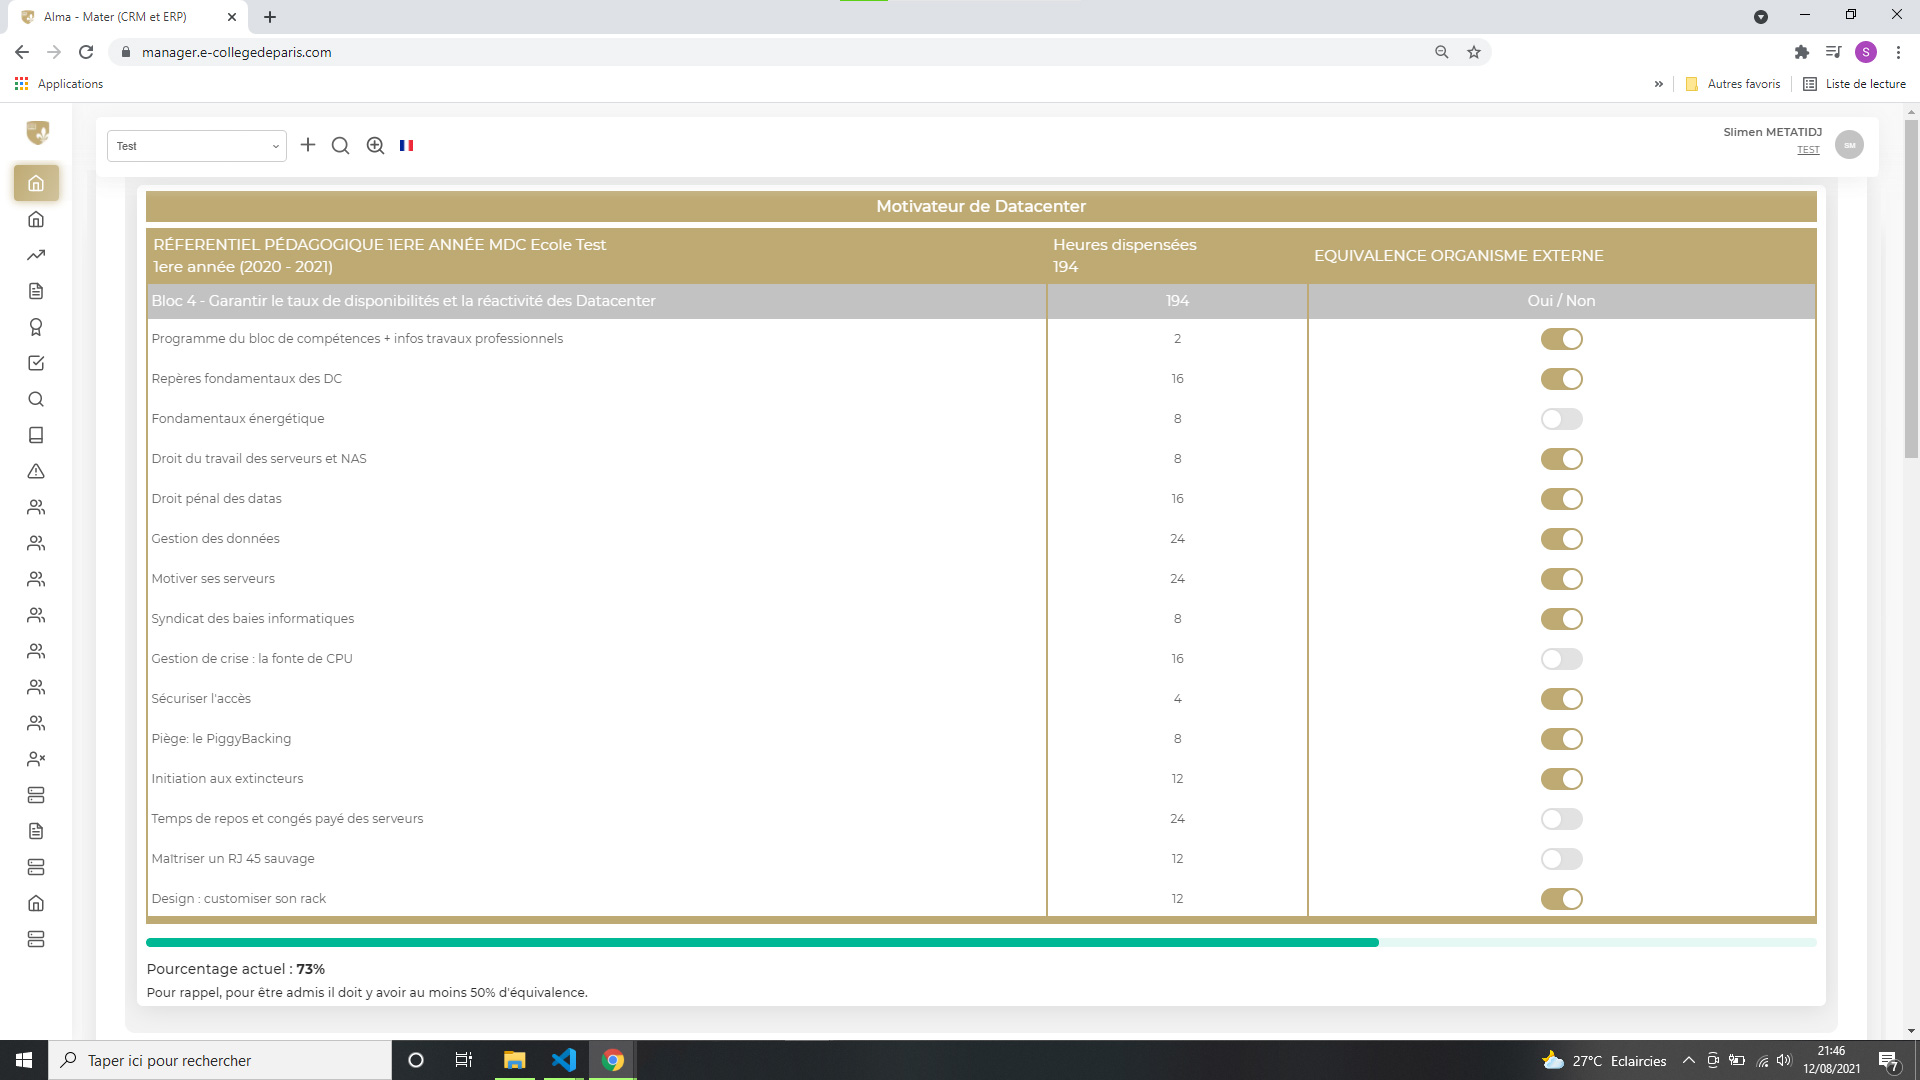 Alma - Mater (CRM et ERP)
manager.e-collegedeparis.com
S
Applications
Autres favoris
Liste de lecture
Test
Slimen METATIDJ
TEST
SM
Motivateur de Datacenter
RÉFERENTIEL PÉDAGOGIQUE 1ERE ANNÉE MDC Ecole Test
1ere année (2020 - 2021)
Heures dispensées
194
EQUIVALENCE ORGANISME EXTERNE
Bloc 4 - Garantir le taux de disponibilités et la réactivité des Datacenter 194 Oui / Non
Programme du bloc de compétences + infos travaux professionnels 2
Repères fondamentaux des DC 16
Fondamentaux énergétique 8
Droit du travail des serveurs et NAS 8
Droit pénal des datas 16
Gestion des données 24
Motiver ses serveurs 24
Syndicat des baies informatiques 8
Gestion de crise : la fonte de CPU 16
Sécuriser l'accès 4
Piège: le PiggyBacking 8
Initiation aux extincteurs 12
Temps de repos et congés payé des serveurs 24
Maîtriser un RJ 45 sauvage 12
Design : customiser son rack 12
Pourcentage actuel : 73%
Pour rappel, pour être admis il doit y avoir au moins 50% d'équivalence.
Taper ici pour rechercher
27°C Eclaircies
21:46
12/08/2021
7